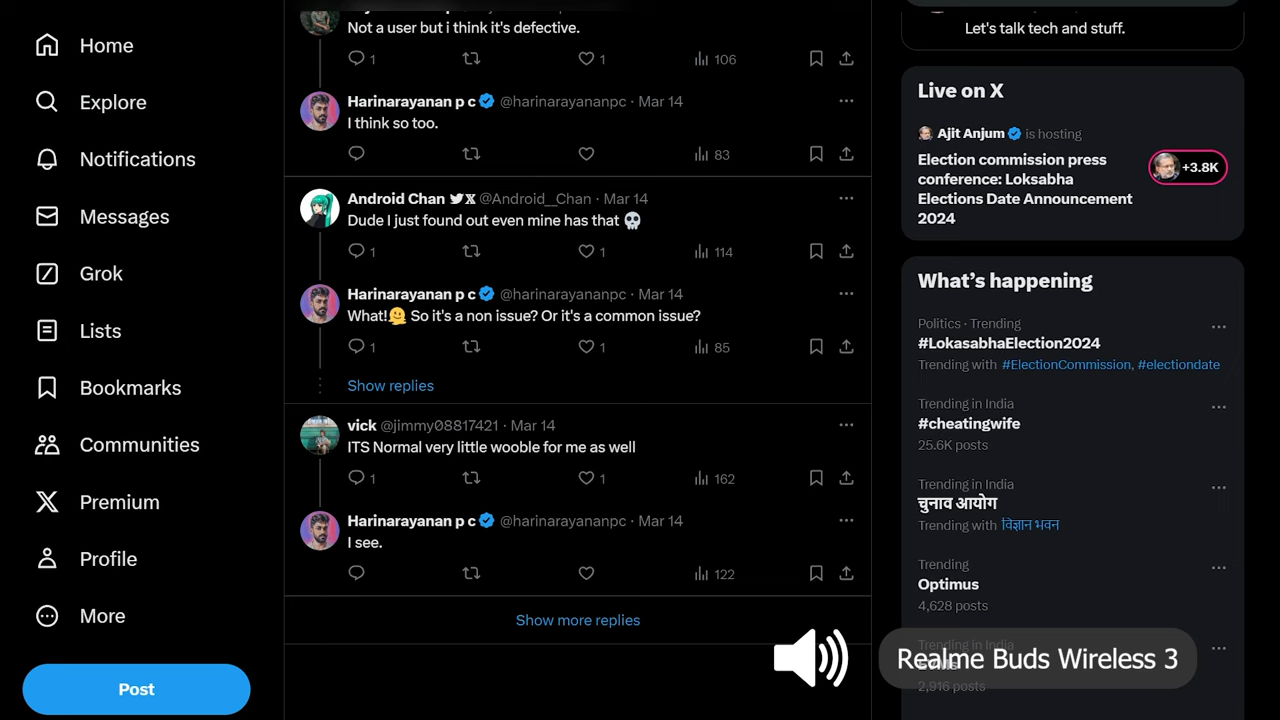 Home
Explore
Notifications
Messages
Grok
Lists
Bookmarks
Communities
Premium
Profile
More
Post
Not a user but i think it's defective.
1 1 106
Harinarayanan p c @harinarayananpc · Mar 14
I think so too.
83
Android Chan @Android__Chan · Mar 14
Dude I just found out even mine has that 💀
1 1 114
Harinarayanan p c @harinarayananpc · Mar 14
What!🫠 So it's a non issue? Or it's a common issue?
1 1 85
Show replies
vick @jimmy08817421 · Mar 14
ITS Normal very little wooble for me as well
1 1 162
Harinarayanan p c @harinarayananpc · Mar 14
I see.
122
Show more replies
Let's talk tech and stuff.
Live on X
Ajit Anjum is hosting
Election commission press
conference: Loksabha
Elections Date Announcement
2024
+3.8K
What's happening
Politics · Trending
#LokasabhaElection2024
Trending with #ElectionCommission, #electiondate
Trending in India
#cheatingwife
25.6K posts
Trending in India
चुनाव आयोग
Trending with विज्ञान भवन
Trending
Optimus
4,628 posts
Trending in India
2,916 posts
Realme Buds Wireless 3